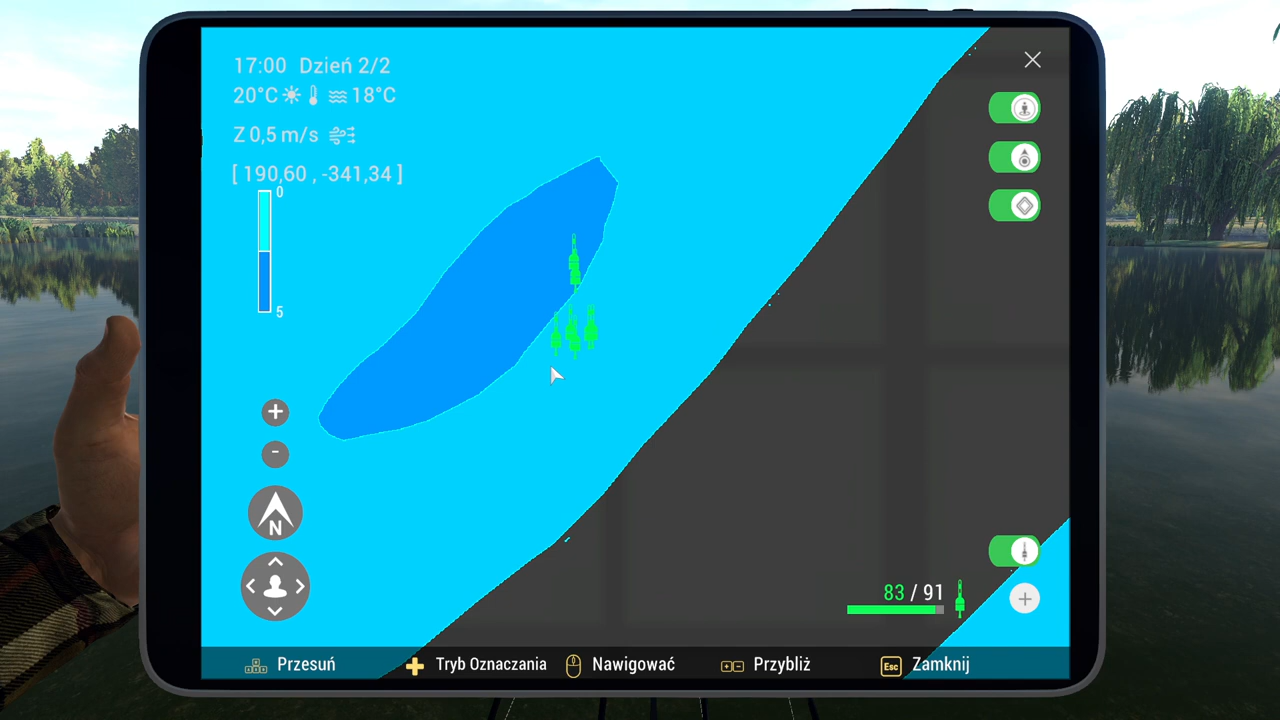 17:00 Dzień 2/2
20°C 18°C
Z 0,5 m/s
[ 190,60 , -341,34 ]
0
5
+
-
N
83 / 91
+
Przesuń
Tryb Oznaczania
Nawigować
Przybliż
Esc Zamknij